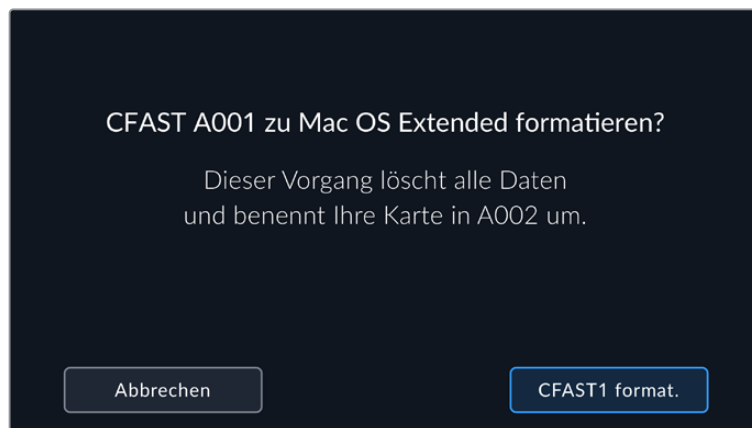 CFAST A001 zu Mac OS Extended formatieren?
Dieser Vorgang löscht alle Daten
und benennt Ihre Karte in A002 um.
Abbrechen
CFAST1 format.